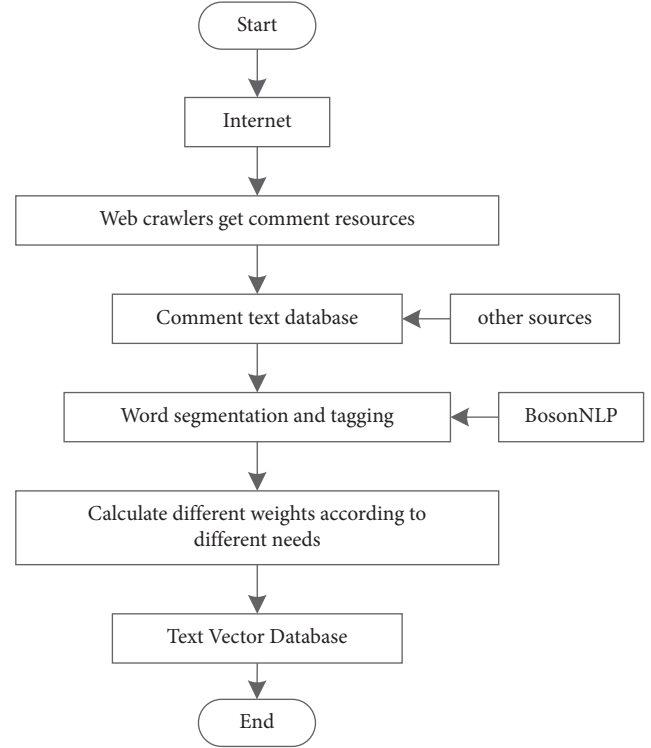 Start
Internet
Web crawlers get comment resources
Comment text database
other sources
Word segmentation and tagging
BosonNLP
Calculate different weights according to
different needs
Text Vector Database
End